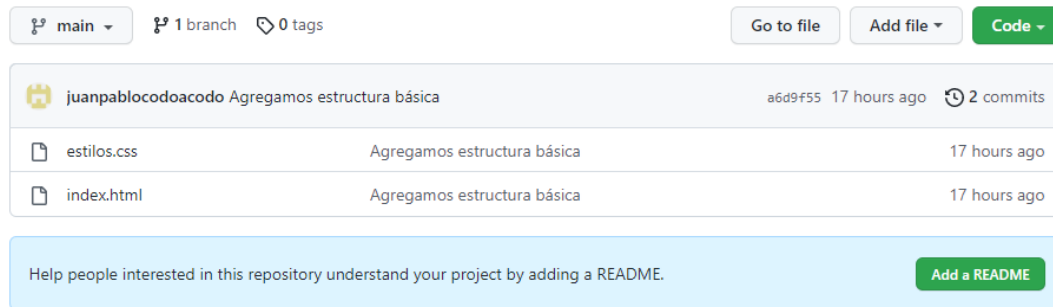 main 1 branch 0 tags Go to file Add file Code
juanpablocodoacodo Agregamos estructura básica a6d9f55 17 hours ago 2 commits
estilos.css Agregamos estructura básica 17 hours ago
index.html Agregamos estructura básica 17 hours ago
Help people interested in this repository understand your project by adding a README. Add a README